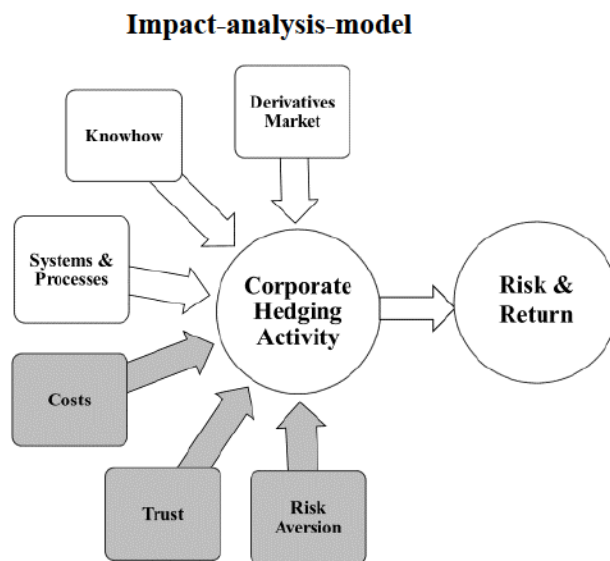 Impact-analysis-model
Derivatives
Market
Knowhow
Systems &
Processes
Corporate
Hedging
Activity
Risk &
Return
Costs
Trust
Risk
Aversion